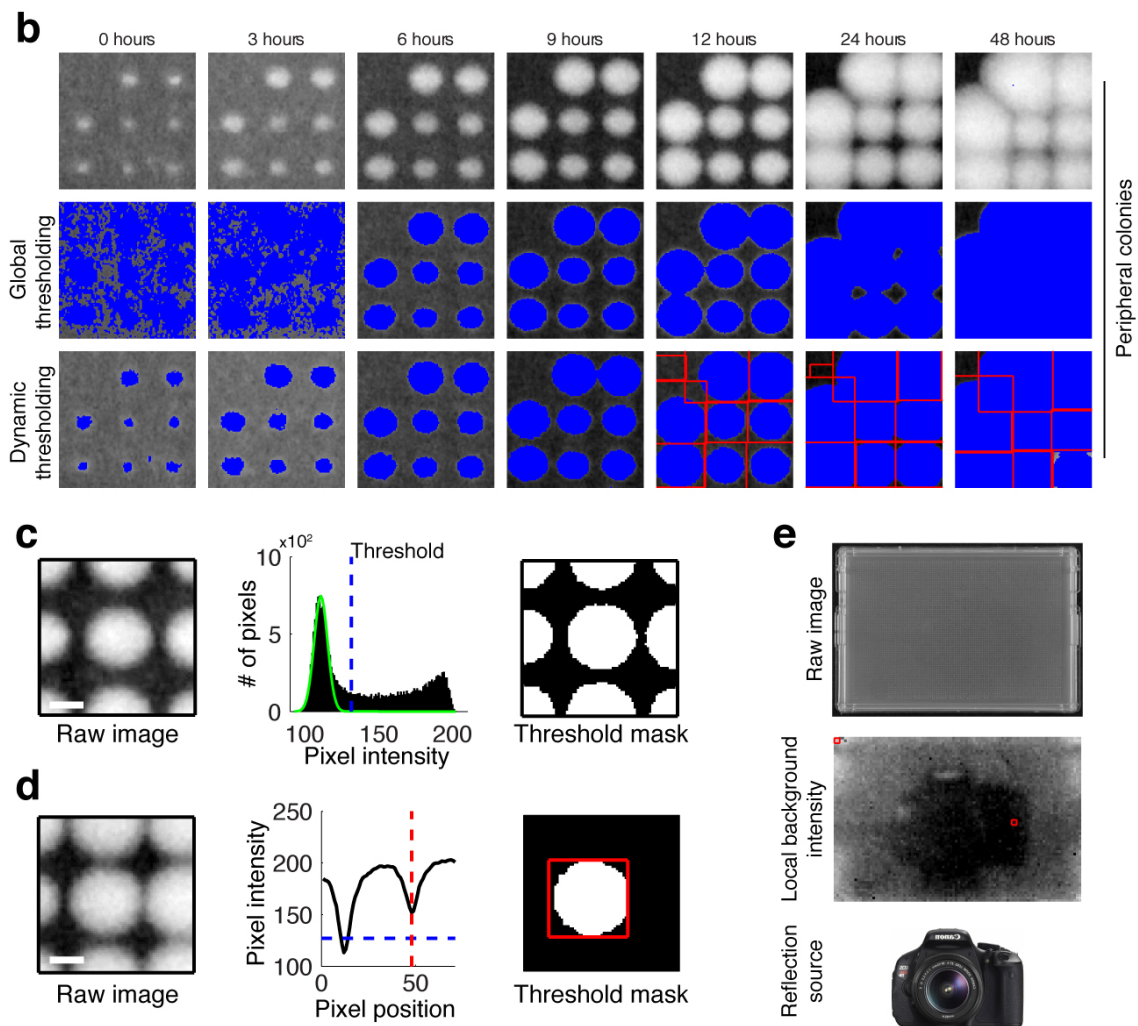 b
0 hours 3 hours 6 hours 9 hours 12 hours 24 hours 48 hours
Global thresholding
Dynamic thresholding
Peripheral colonies
c
Raw image
×10²
10
5
0
# of pixels
Threshold
100 150 200
Pixel intensity
Threshold mask
d
Raw image
250
200
150
100
Pixel intensity
0 50
Pixel position
Threshold mask
e
Raw image
Local background intensity
Reflection source
Canon